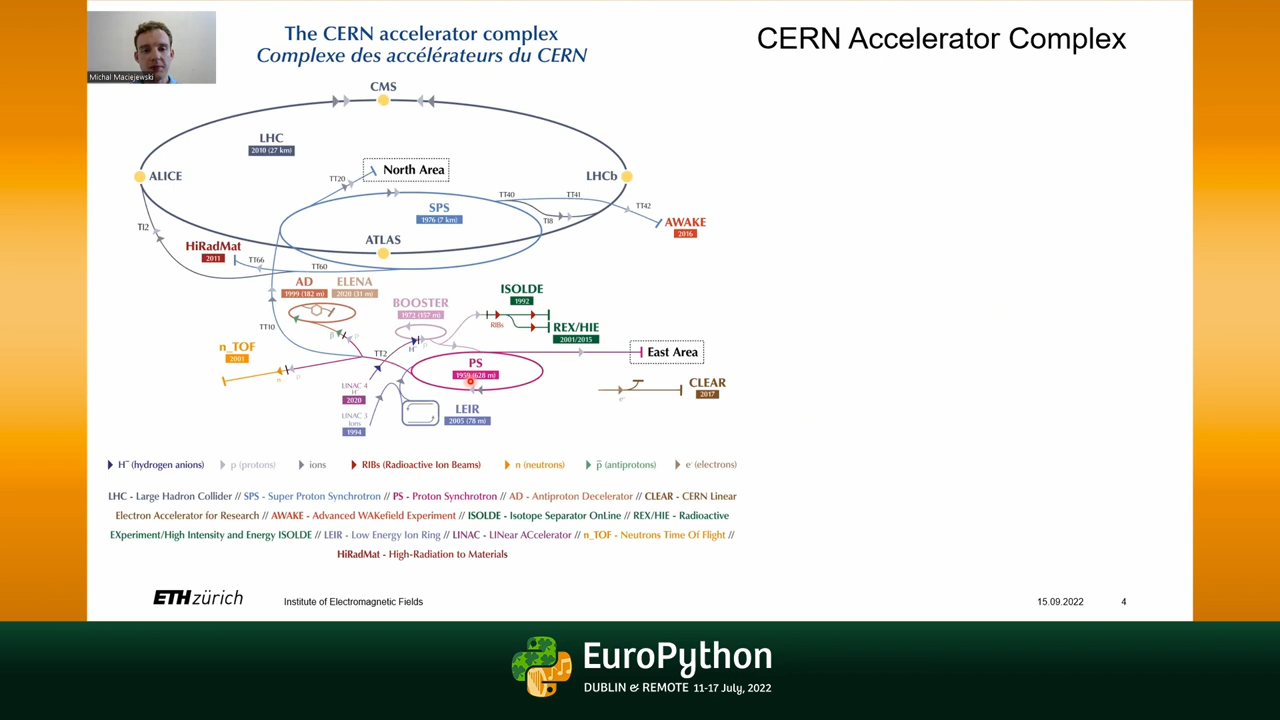 Michal Maciejewski
The CERN accelerator complex
Complexe des accélérateurs du CERN
CERN Accelerator Complex
CMS
LHC
2010 (27 km)
North Area
ALICE
TT20
LHCb
TT40
TT41
SPS
1976 (7 km)
TT42
TI8
AWAKE
2016
TI2
ATLAS
HiRadMat
2011
TT66
TT60
AD
1999 (182 m)
ELENA
2020 (31 m)
ISOLDE
1992
BOOSTER
1972 (157 m)
RIBs
REX/HIE
2001/2015
TT10
p̅
p
n_TOF
2001
H⁻
p
TT2
East Area
PS
1959 (628 m)
n
p
LINAC 4
H⁻
2020
CLEAR
2017
e⁻
LINAC 3
Ions
1994
LEIR
2005 (78 m)
H⁻ (hydrogen anions)
p (protons)
ions
RIBs (Radioactive Ion Beams)
n (neutrons)
p̅ (antiprotons)
e⁻ (electrons)
LHC - Large Hadron Collider // SPS - Super Proton Synchrotron // PS - Proton Synchrotron // AD - Antiproton Decelerator // CLEAR - CERN Linear
Electron Accelerator for Research // AWAKE - Advanced WAKefield Experiment // ISOLDE - Isotope Separator OnLine // REX/HIE - Radioactive
EXperiment/High Intensity and Energy ISOLDE // LEIR - Low Energy Ion Ring // LINAC - LINear ACcelerator // n_TOF - Neutrons Time Of Flight //
HiRadMat - High-Radiation to Materials
ETH zürich
Institute of Electromagnetic Fields
15.09.2022
4
EuroPython
DUBLIN & REMOTE 11-17 July, 2022